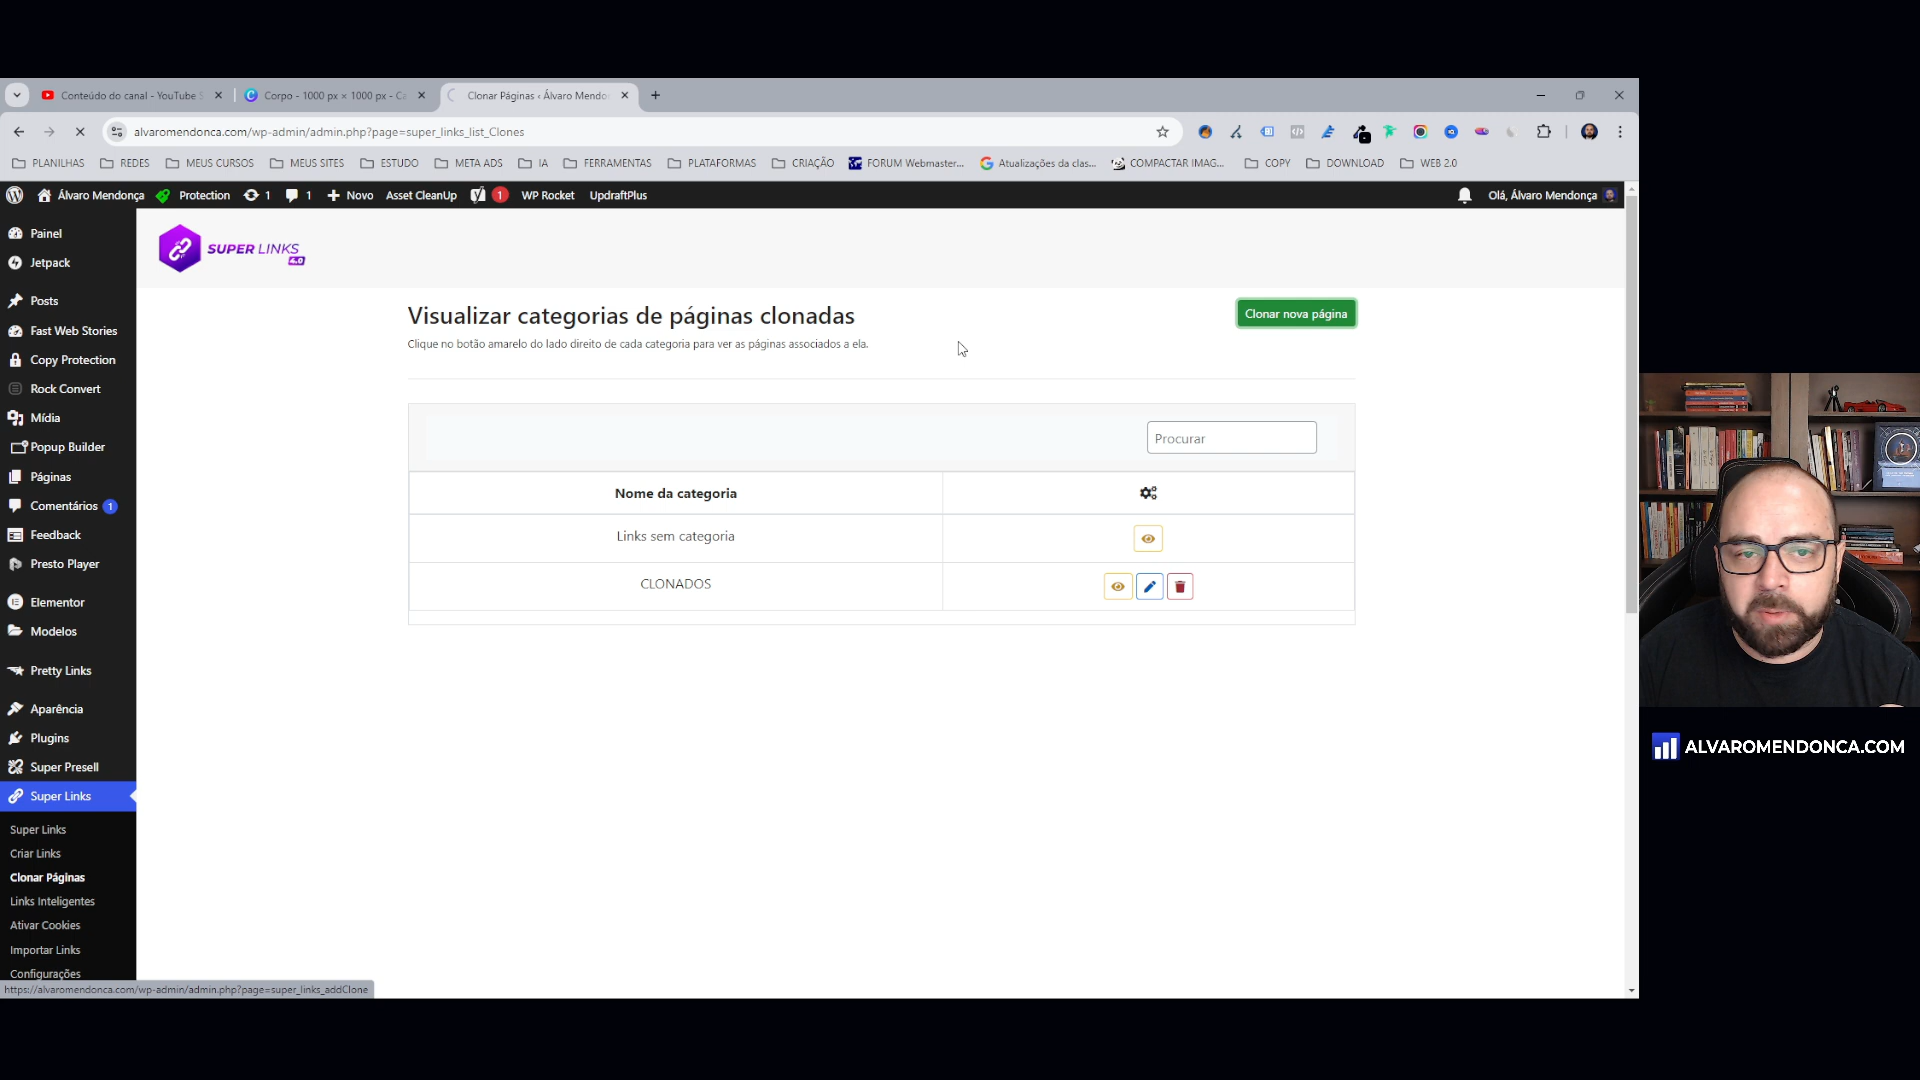 Conteúdo do canal - YouTube S
Corpo - 1000 px × 1000 px - Ca
Clonar Páginas ‹ Álvaro Mendon
alvaromendonca.com/wp-admin/admin.php?page=super_links_list_Clones
PLANILHAS
REDES
MEUS CURSOS
MEUS SITES
ESTUDO
META ADS
IA
FERRAMENTAS
PLATAFORMAS
CRIAÇÃO
FORUM Webmaster...
Atualizações da clas...
COMPACTAR IMAG...
COPY
DOWNLOAD
WEB 2.0
Álvaro Mendonça
Protection
1
1
Novo
Asset CleanUp
1
WP Rocket
UpdraftPlus
Olá, Álvaro Mendonça
Painel
Jetpack
Posts
Fast Web Stories
Copy Protection
Rock Convert
Mídia
Popup Builder
Páginas
Comentários 1
Feedback
Presto Player
Elementor
Modelos
Pretty Links
Aparência
Plugins
Super Presell
Super Links
Super Links
Criar Links
Clonar Páginas
Links Inteligentes
Ativar Cookies
Importar Links
Configurações
https://alvaromendonca.com/wp-admin/admin.php?page=super_links_addClone
SUPER LINKS
4.0
Visualizar categorias de páginas clonadas
Clonar nova página
Clique no botão amarelo do lado direito de cada categoria para ver as páginas associados a ela.
Procurar
Nome da categoria
Links sem categoria
CLONADOS
ALVAROMENDONCA.COM